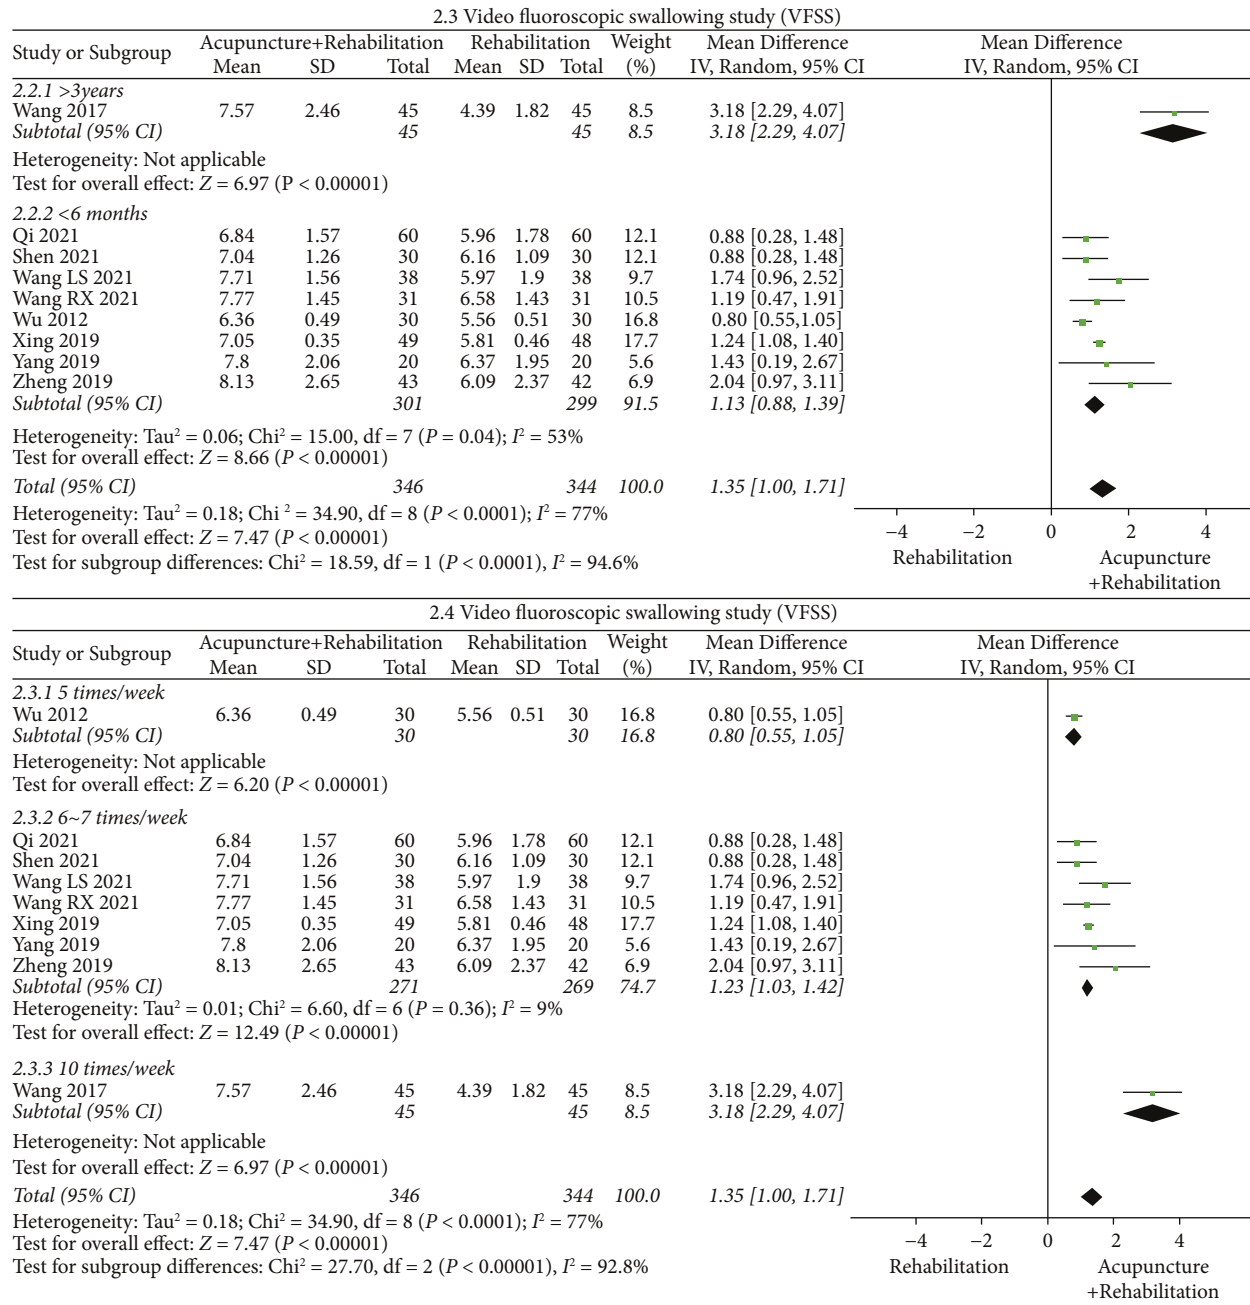 2.3 Video fluoroscopic swallowing study (VFSS)
Study or Subgroup Acupuncture+Rehabilitation Rehabilitation Weight Mean Difference Mean Difference
Mean SD Total Mean SD Total (%) IV, Random, 95% CI IV, Random, 95% CI
2.2.1 >3years
Wang 2017 7.57 2.46 45 4.39 1.82 45 8.5 3.18 [2.29, 4.07]
Subtotal (95% CI) 45 45 8.5 3.18 [2.29, 4.07]
Heterogeneity: Not applicable
Test for overall effect: Z = 6.97 (P < 0.00001)
2.2.2 <6 months
Qi 2021 6.84 1.57 60 5.96 1.78 60 12.1 0.88 [0.28, 1.48]
Shen 2021 7.04 1.26 30 6.16 1.09 30 12.1 0.88 [0.28, 1.48]
Wang LS 2021 7.71 1.56 38 5.97 1.9 38 9.7 1.74 [0.96, 2.52]
Wang RX 2021 7.77 1.45 31 6.58 1.43 31 10.5 1.19 [0.47, 1.91]
Wu 2012 6.36 0.49 30 5.56 0.51 30 16.8 0.80 [0.55,1.05]
Xing 2019 7.05 0.35 49 5.81 0.46 48 17.7 1.24 [1.08, 1.40]
Yang 2019 7.8 2.06 20 6.37 1.95 20 5.6 1.43 [0.19, 2.67]
Zheng 2019 8.13 2.65 43 6.09 2.37 42 6.9 2.04 [0.97, 3.11]
Subtotal (95% CI) 301 299 91.5 1.13 [0.88, 1.39]
Heterogeneity: Tau² = 0.06; Chi² = 15.00, df = 7 (P = 0.04); I² = 53%
Test for overall effect: Z = 8.66 (P < 0.00001)
Total (95% CI) 346 344 100.0 1.35 [1.00, 1.71]
Heterogeneity: Tau² = 0.18; Chi ² = 34.90, df = 8 (P < 0.0001); I² = 77%
Test for overall effect: Z = 7.47 (P < 0.00001)
Test for subgroup differences: Chi² = 18.59, df = 1 (P < 0.0001), I² = 94.6%
−4 −2 0 2 4
Rehabilitation Acupuncture
+Rehabilitation
2.4 Video fluoroscopic swallowing study (VFSS)
Study or Subgroup Acupuncture+Rehabilitation Rehabilitation Weight Mean Difference Mean Difference
Mean SD Total Mean SD Total (%) IV, Random, 95% CI IV, Random, 95% CI
2.3.1 5 times/week
Wu 2012 6.36 0.49 30 5.56 0.51 30 16.8 0.80 [0.55, 1.05]
Subtotal (95% CI) 30 30 16.8 0.80 [0.55, 1.05]
Heterogeneity: Not applicable
Test for overall effect: Z = 6.20 (P < 0.00001)
2.3.2 6~7 times/week
Qi 2021 6.84 1.57 60 5.96 1.78 60 12.1 0.88 [0.28, 1.48]
Shen 2021 7.04 1.26 30 6.16 1.09 30 12.1 0.88 [0.28, 1.48]
Wang LS 2021 7.71 1.56 38 5.97 1.9 38 9.7 1.74 [0.96, 2.52]
Wang RX 2021 7.77 1.45 31 6.58 1.43 31 10.5 1.19 [0.47, 1.91]
Xing 2019 7.05 0.35 49 5.81 0.46 48 17.7 1.24 [1.08, 1.40]
Yang 2019 7.8 2.06 20 6.37 1.95 20 5.6 1.43 [0.19, 2.67]
Zheng 2019 8.13 2.65 43 6.09 2.37 42 6.9 2.04 [0.97, 3.11]
Subtotal (95% CI) 271 269 74.7 1.23 [1.03, 1.42]
Heterogeneity: Tau² = 0.01; Chi² = 6.60, df = 6 (P = 0.36); I² = 9%
Test for overall effect: Z = 12.49 (P < 0.00001)
2.3.3 10 times/week
Wang 2017 7.57 2.46 45 4.39 1.82 45 8.5 3.18 [2.29, 4.07]
Subtotal (95% CI) 45 45 8.5 3.18 [2.29, 4.07]
Heterogeneity: Not applicable
Test for overall effect: Z = 6.97 (P < 0.00001)
Total (95% CI) 346 344 100.0 1.35 [1.00, 1.71]
Heterogeneity: Tau² = 0.18; Chi² = 34.90, df = 8 (P < 0.0001); I² = 77%
Test for overall effect: Z = 7.47 (P < 0.00001)
Test for subgroup differences: Chi² = 27.70, df = 2 (P < 0.00001), I² = 92.8%
−4 −2 0 2 4
Rehabilitation Acupuncture
+Rehabilitation